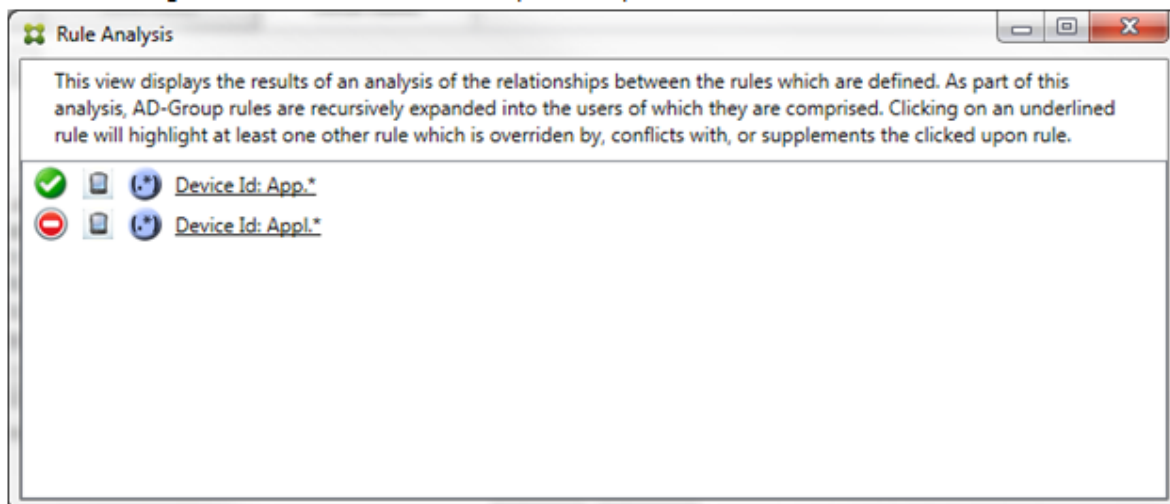 Rule Analysis
This view displays the results of an analysis of the relationships between the rules which are defined. As part of this
analysis, AD-Group rules are recursively expanded into the users of which they are comprised. Clicking on an underlined
rule will highlight at least one other rule which is overriden by, conflicts with, or supplements the clicked upon rule.
(.*) Device Id: App.*
(.*) Device Id: Appl.*